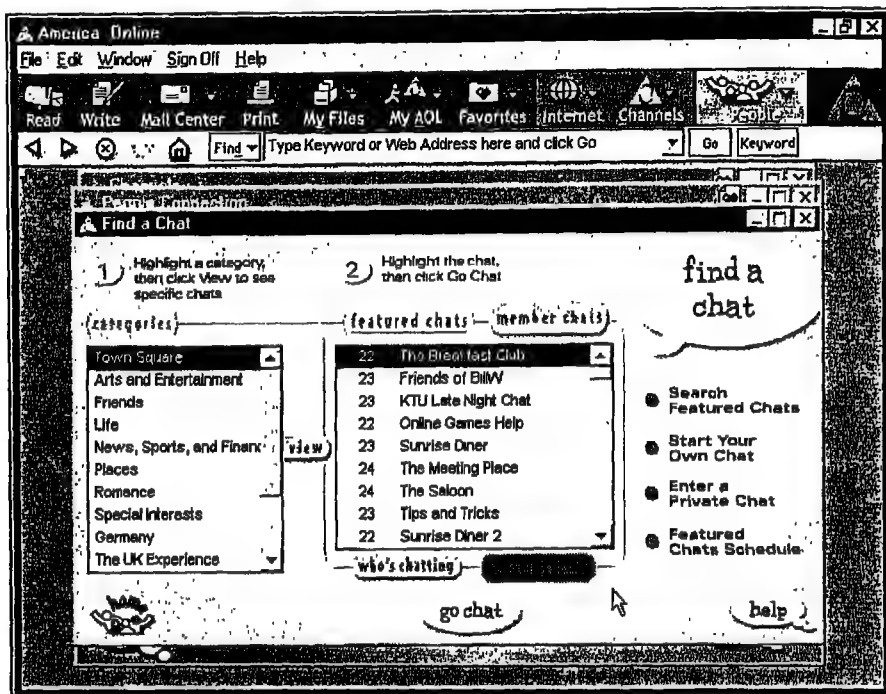 America Online
File Edit Window Sign Off Help
Read Write Mail Center Print My Files My AOL Favorites Internet Channels People
Find Type Keyword or Web Address here and click Go Go Keyword
Find a Chat
1 Highlight a category, then click View to see specific chats
2 Highlight the chat, then click Go Chat
find a chat
categories
featured chats member chats
Town Square
Arts and Entertainment
Friends
Life
News, Sports, and Financ
Places
Romance
Special Interests
Germany
The UK Experience
view
22 The Breakfast Club
23 Friends of BillW
23 KTU Late Night Chat
22 Online Games Help
23 Sunrise Diner
24 The Meeting Place
24 The Saloon
23 Tips and Tricks
22 Sunrise Diner 2
who's chatting
Search Featured Chats
Start Your Own Chat
Enter a Private Chat
Featured Chats Schedule
home
go chat
help